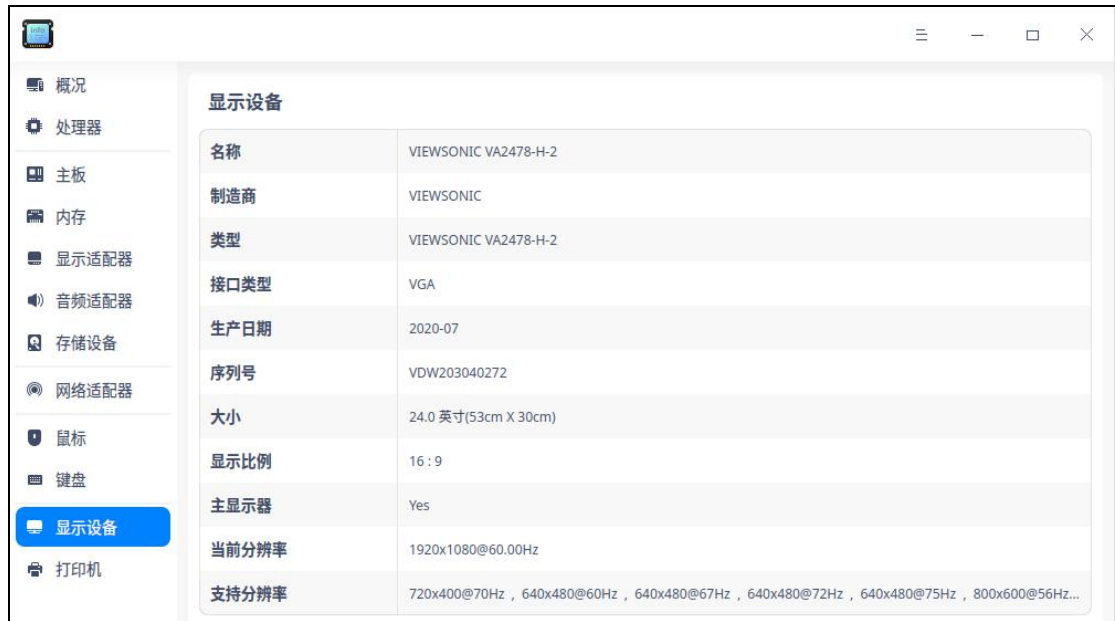 概况
处理器
主板
内存
显示适配器
音频适配器
存储设备
网络适配器
鼠标
键盘
显示设备
打印机
显示设备
名称 VIEWSONIC VA2478-H-2
制造商 VIEWSONIC
类型 VIEWSONIC VA2478-H-2
接口类型 VGA
生产日期 2020-07
序列号 VDW203040272
大小 24.0 英寸(53cm X 30cm)
显示比例 16 : 9
主显示器 Yes
当前分辨率 1920x1080@60.00Hz
支持分辨率 720x400@70Hz , 640x480@60Hz , 640x480@67Hz , 640x480@72Hz , 640x480@75Hz , 800x600@56Hz...